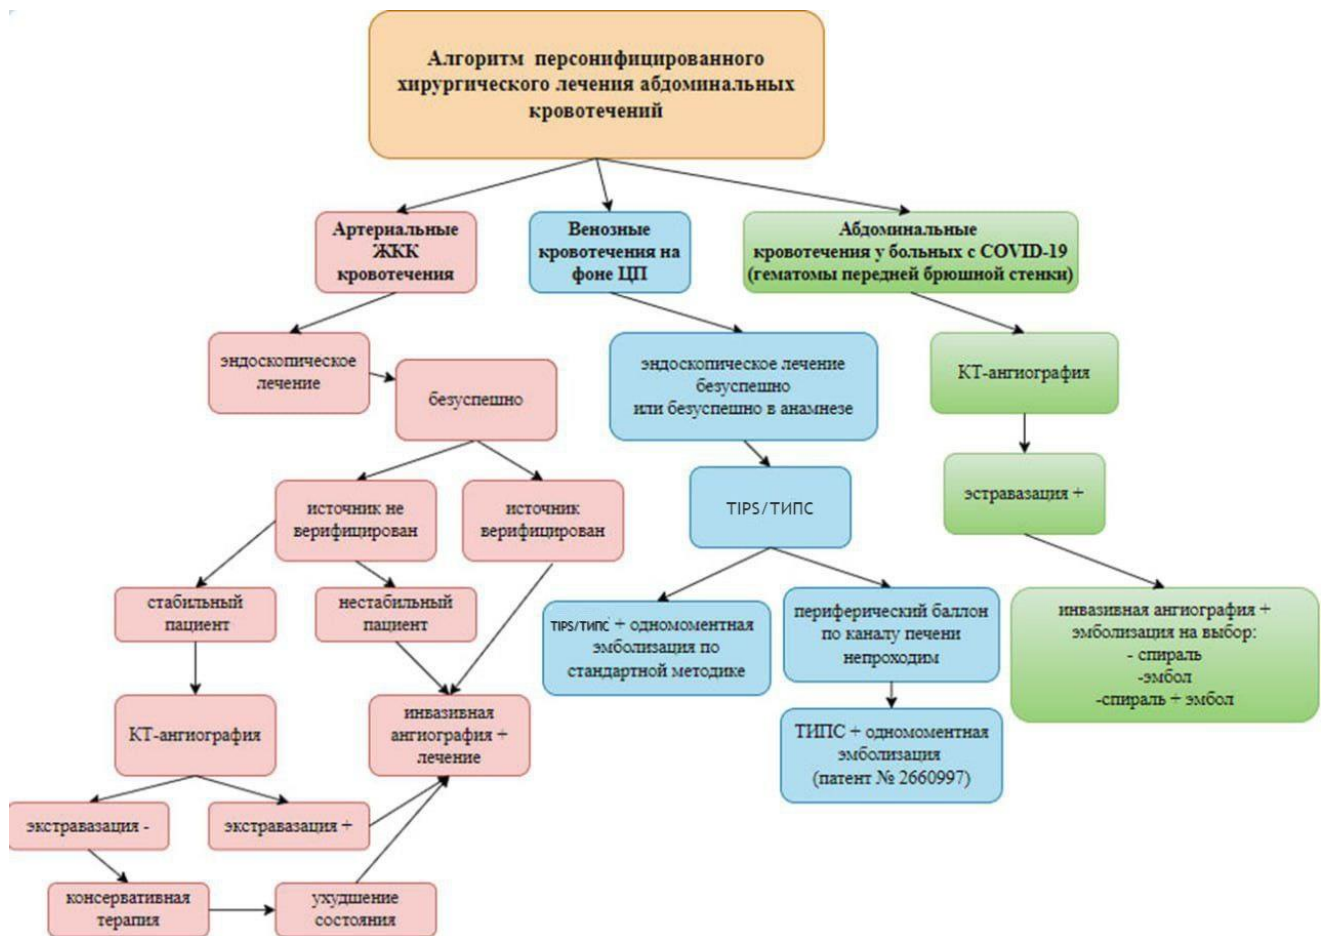 Алгоритм персонифицированного
хирургического лечения абдоминальных
кровотечений
Артериальные
ЖКК
кровотечения
Венозные
кровотечения на
фоне ЦП
Абдоминальные
кровотечения у больных с COVID-19
(гематомы передней брюшной стенки)
эндоскопическое
лечение
безуспешно
эндоскопическое лечение
безуспешно
или безуспешно в анамнезе
КТ-ангиография
источник не
верифицирован
источник
верифицирован
TIPS/ТИПС
эстравазация +
стабильный
пациент
нестабильный
пациент
TIPS/ТИПС + одномоментная
эмболизация по
стандартной методике
периферический баллон
по каналу печени
непроходим
инвазивная ангиография +
эмболизация на выбор:
- спираль
-эмбол
-спираль + эмбол
КТ-ангиография
инвазивная
ангиография +
лечение
ТИПС + одномоментная
эмболизация
(патент № 2660997)
экстравазация -
экстравазация +
консервативная
терапия
ухудшение
состояния